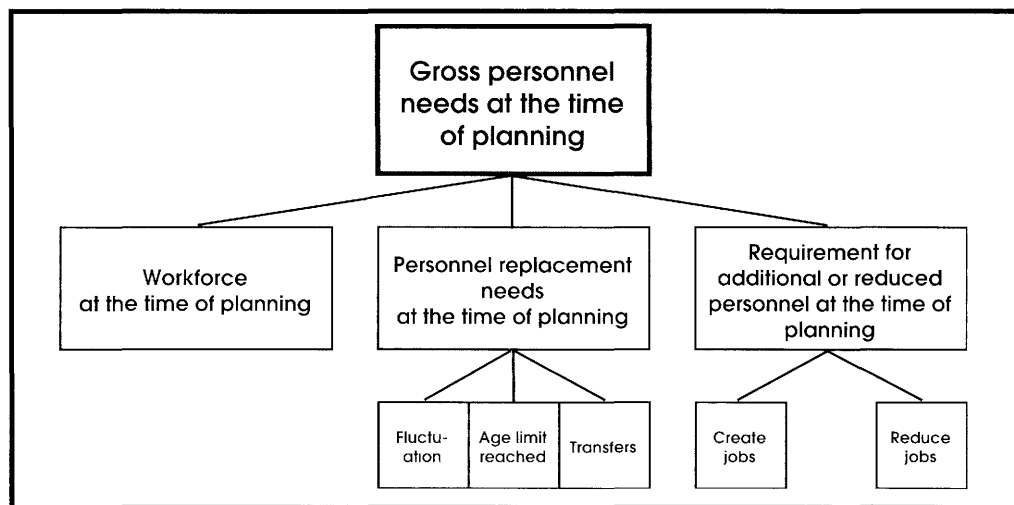 Gross personnel
needs at the time
of planning
Workforce
at the time of planning
Personnel replacement
needs
at the time of planning
Requirement for
additional or reduced
personnel at the time of
planning
Fluctu-
ation
Age limit
reached
Transfers
Create
jobs
Reduce
jobs